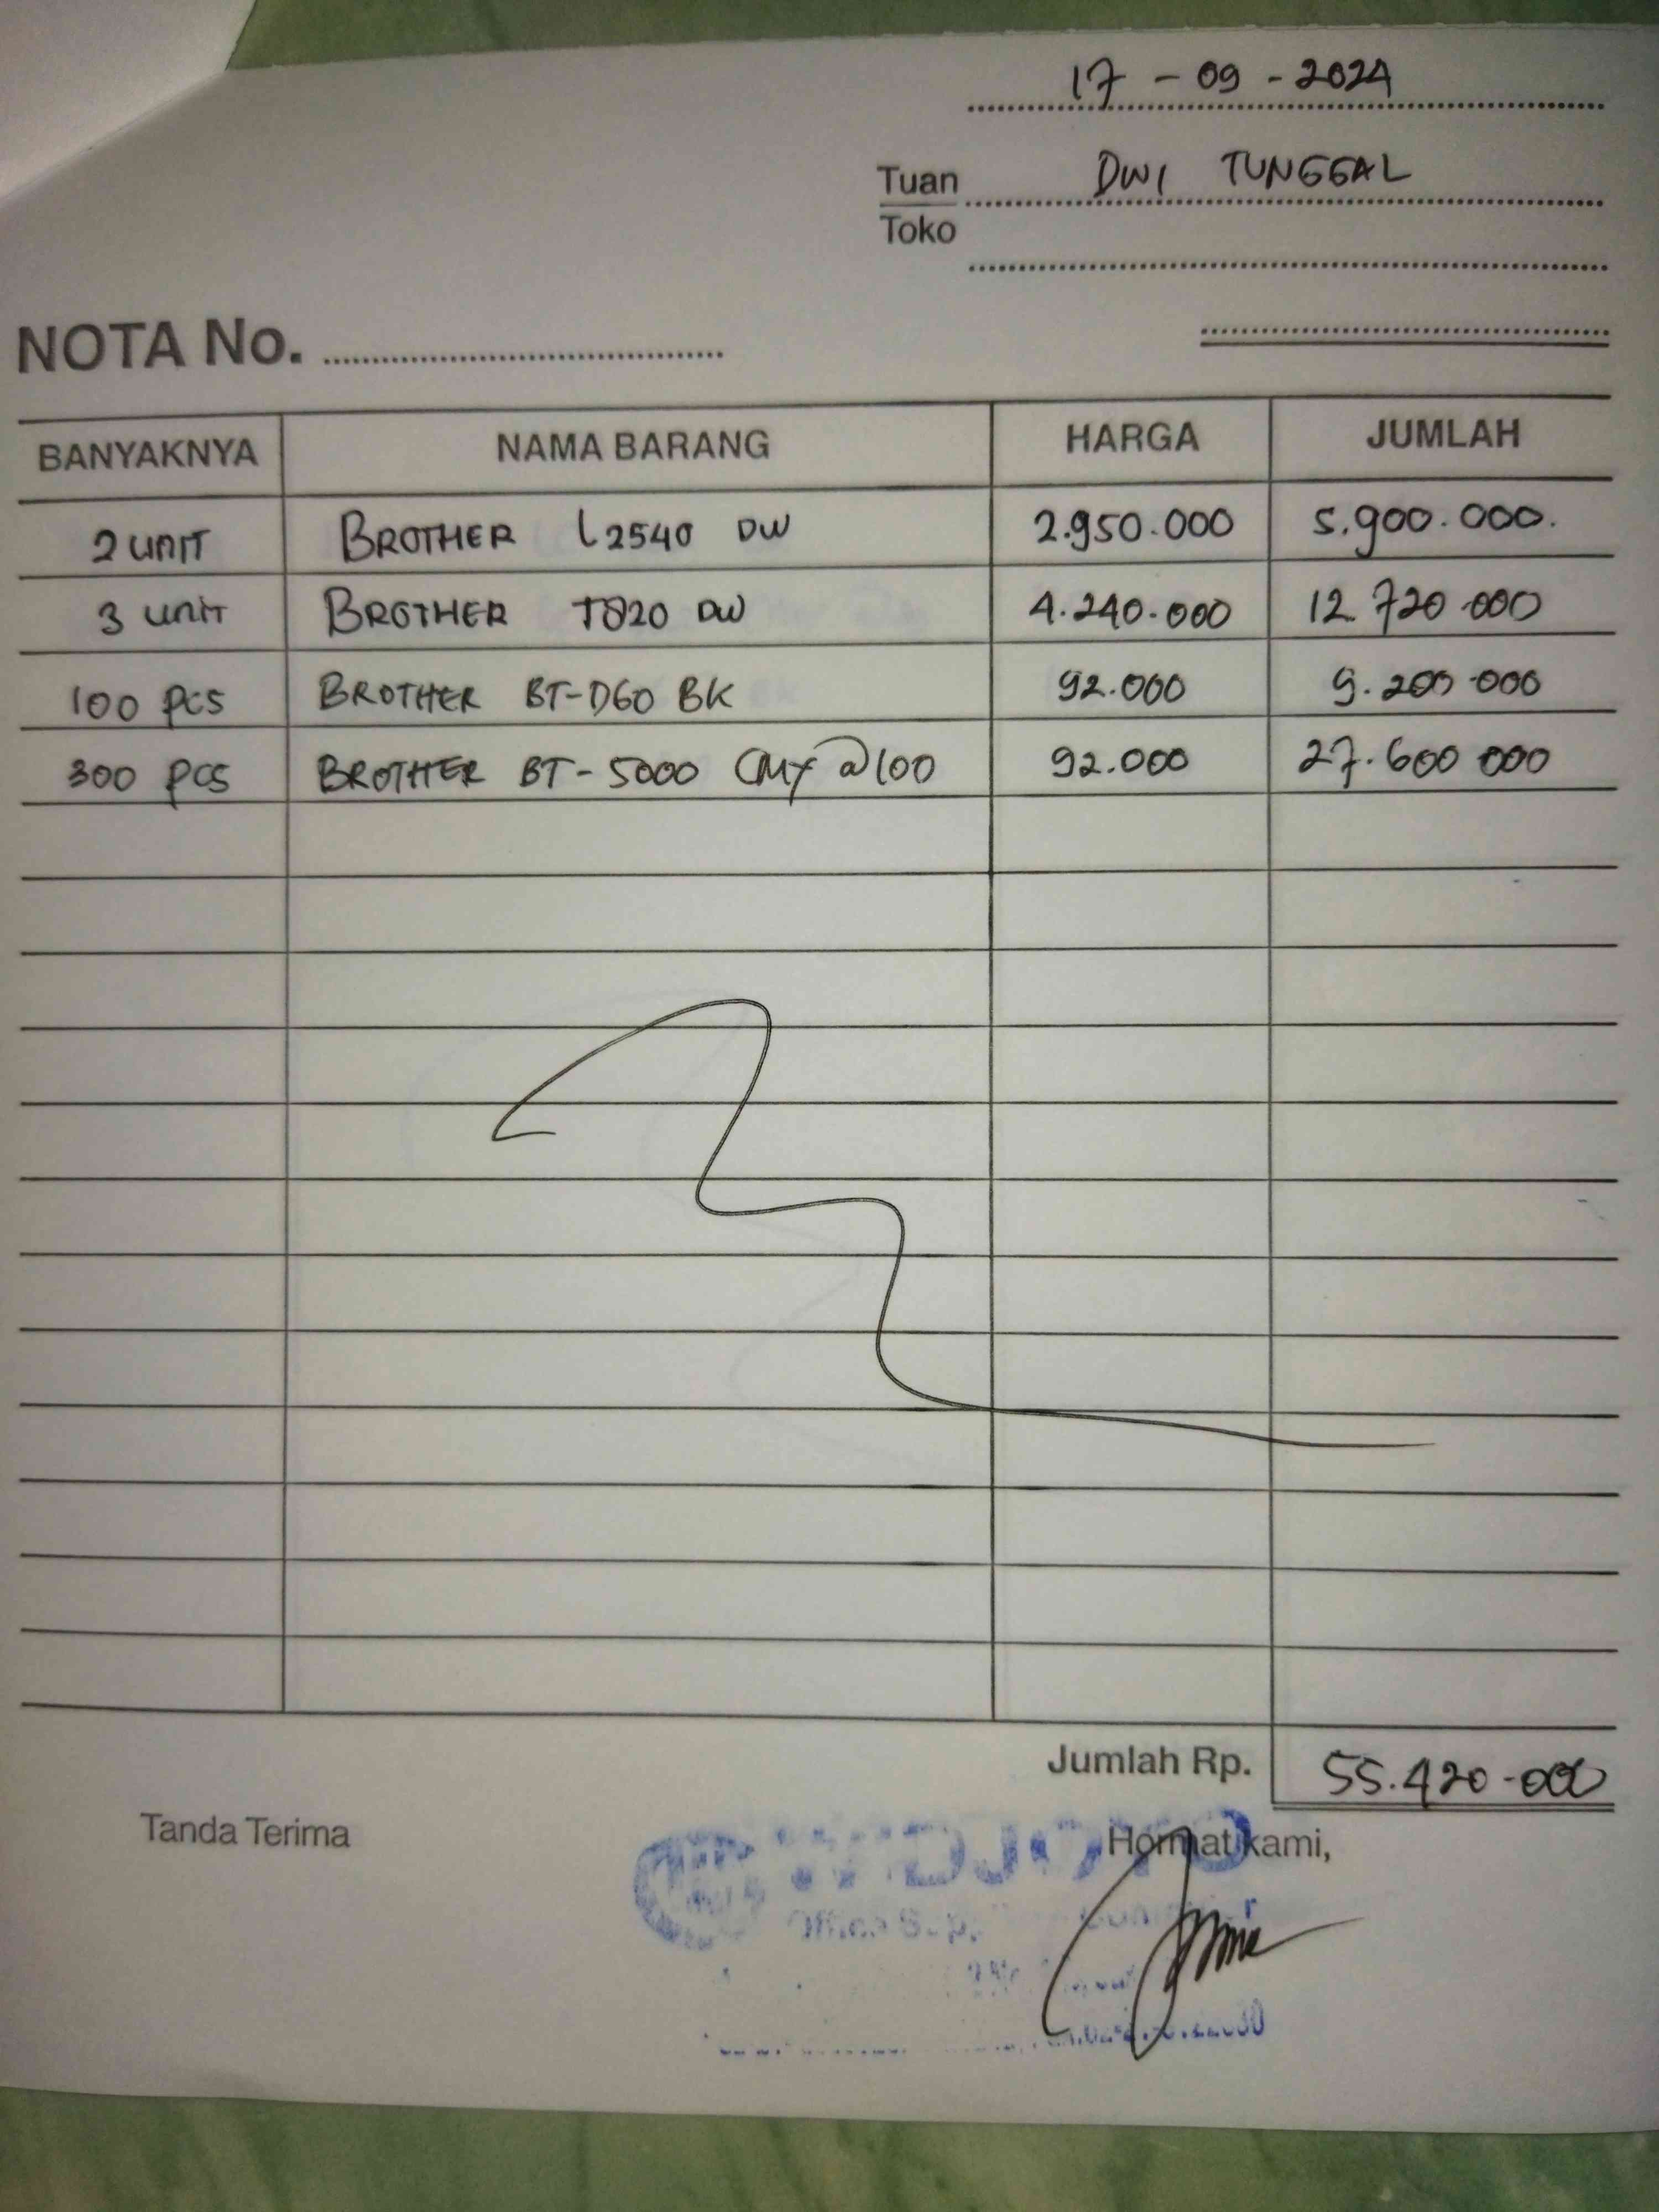 17 - 09 - 2024
Tuan DWI TUNGGAL
Toko
NOTA No.
BANYAKNYA NAMA BARANG HARGA JUMLAH
2 UNIT BROTHER L2540 DW 2.950.000 5.900.000.
3 UNIT BROTHER T820 DW 4.240.000 12.720.000
100 PCS BROTHER BT-D60 BK 92.000 9.200.000
300 PCS BROTHER BT-5000 CMY @100 92.000 27.600.000
Jumlah Rp. 55.420.000
Tanda Terima Hormat kami,